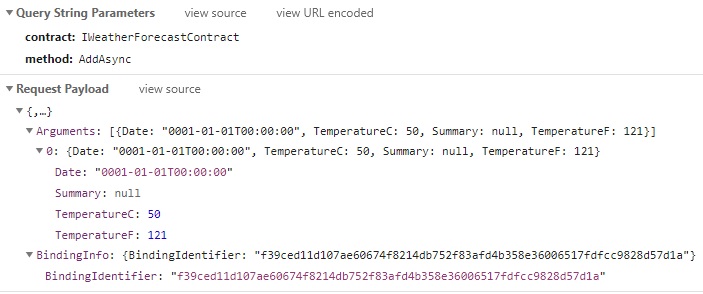 Query String Parameters view source view URL encoded
contract: IWeatherForecastContract
method: AddAsync
Request Payload view source
{,…}
Arguments: [{Date: "0001-01-01T00:00:00", TemperatureC: 50, Summary: null, TemperatureF: 121}]
0: {Date: "0001-01-01T00:00:00", TemperatureC: 50, Summary: null, TemperatureF: 121}
Date: "0001-01-01T00:00:00"
Summary: null
TemperatureC: 50
TemperatureF: 121
BindingInfo: {BindingIdentifier: "f39ced11d107ae60674f8214db752f83afd4b358e36006517fdfcc9828d57d1a"}
BindingIdentifier: "f39ced11d107ae60674f8214db752f83afd4b358e36006517fdfcc9828d57d1a"